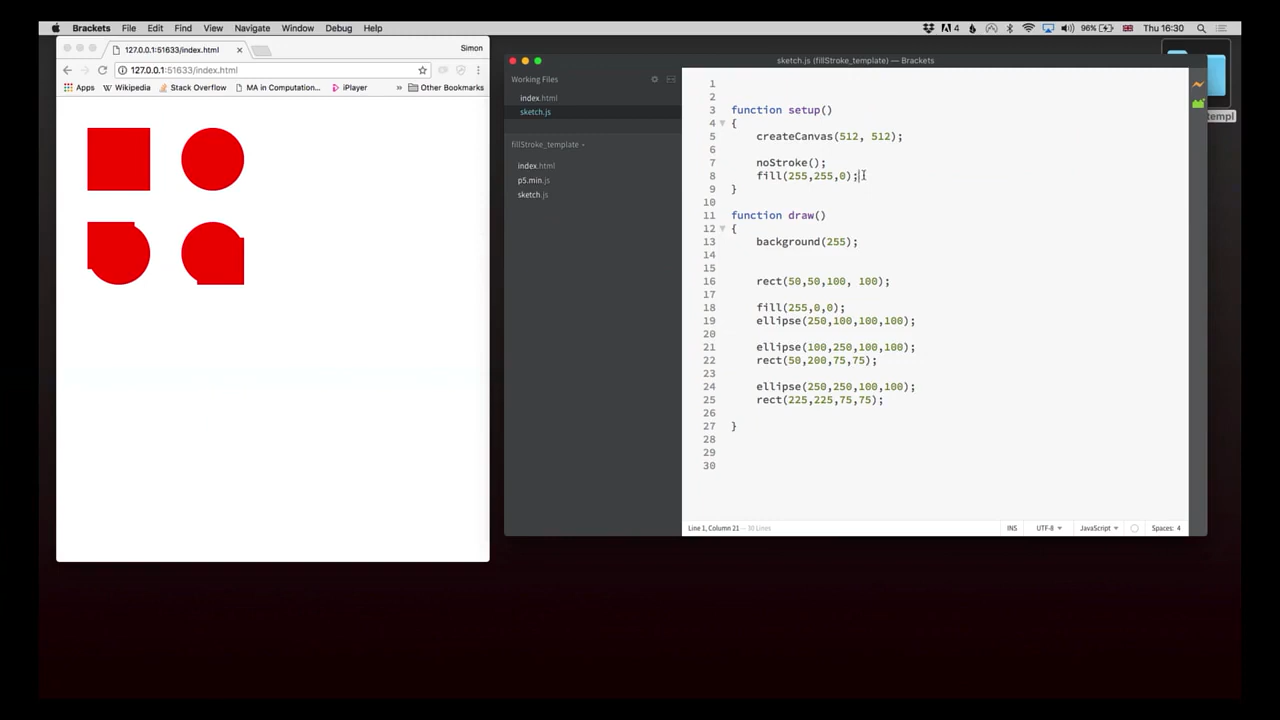 Brackets File Edit Find View Navigate Window Debug Help
4 96% Thu 16:30
127.0.0.1:51633/index.html
Simon
127.0.0.1:51633/index.html
Apps Wikipedia Stack Overflow MA in Computation... iPlayer » Other Bookmarks
sketch.js (fillStroke_template) — Brackets
templ
Working Files
index.html
sketch.js
fillStroke_template
index.html
p5.min.js
sketch.js
1
2
3 function setup()
4 {
5 createCanvas(512, 512);
6
7 noStroke();
8 fill(255,255,0);
9 }
10
11 function draw()
12 {
13 background(255);
14
15
16 rect(50,50,100, 100);
17
18 fill(255,0,0);
19 ellipse(250,100,100,100);
20
21 ellipse(100,250,100,100);
22 rect(50,200,75,75);
23
24 ellipse(250,250,100,100);
25 rect(225,225,75,75);
26
27 }
28
29
30
Line 1, Column 21 — 30 Lines INS UTF-8 JavaScript Spaces: 4